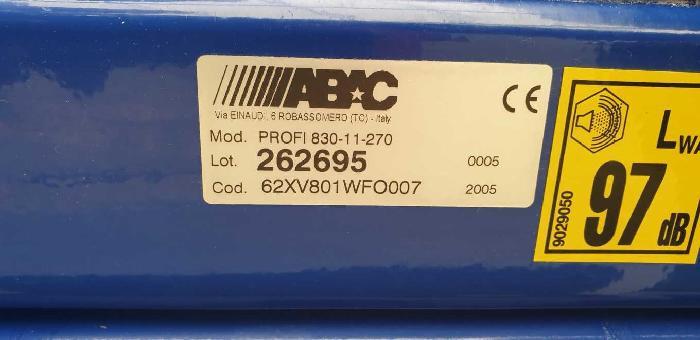 ABAC
CE
Via EINAUDI, 6 ROBASSOMERO (TO) - Italy
Mod. PROFI 830-11-270
Lot. 262695 0005
Cod. 62XV801WFO007 2005
LWA
97 dB
9029050